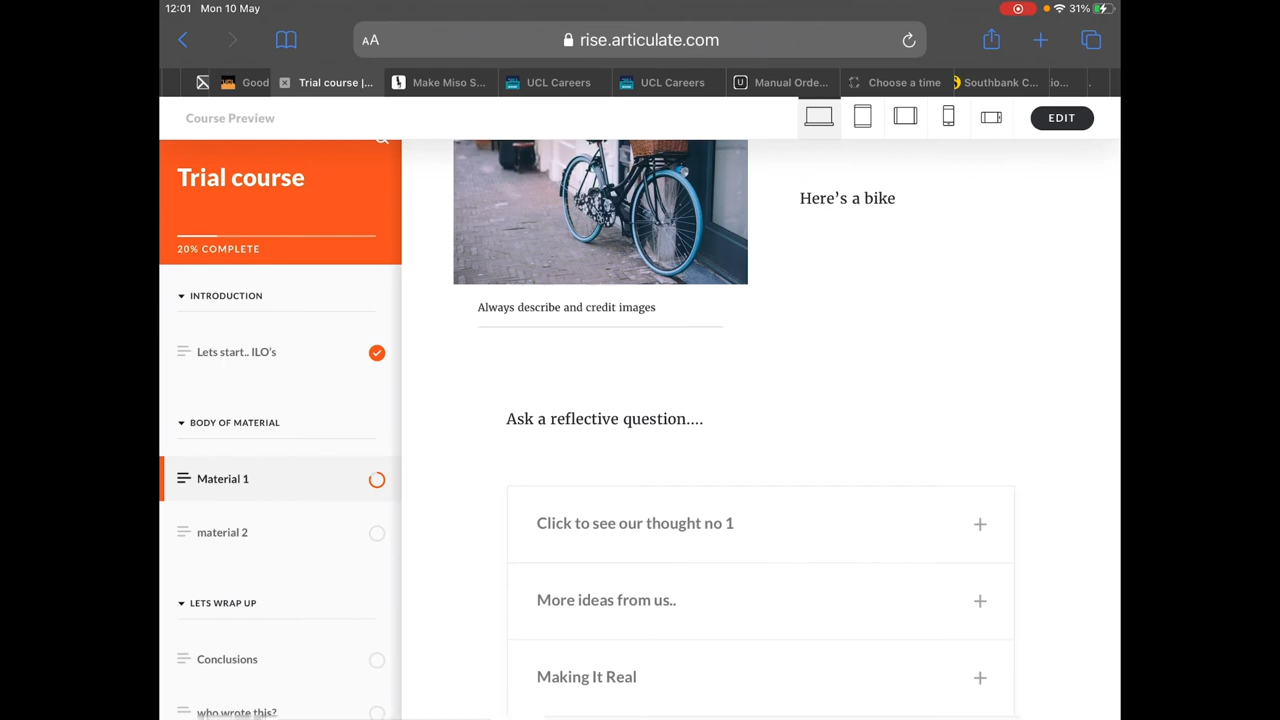 12:01 Mon 10 May
31%
AA
rise.articulate.com
Good
Trial course |...
Make Miso S...
UCL Careers
UCL Careers
Manual Orde...
Choose a time
Southbank C...
io...
Course Preview
EDIT
Trial course
20% COMPLETE
INTRODUCTION
Lets start.. ILO's
BODY OF MATERIAL
Material 1
material 2
LETS WRAP UP
Conclusions
who wrote this?
Here’s a bike
Always describe and credit images
Ask a reflective question....
Click to see our thought no 1
More ideas from us..
Making It Real